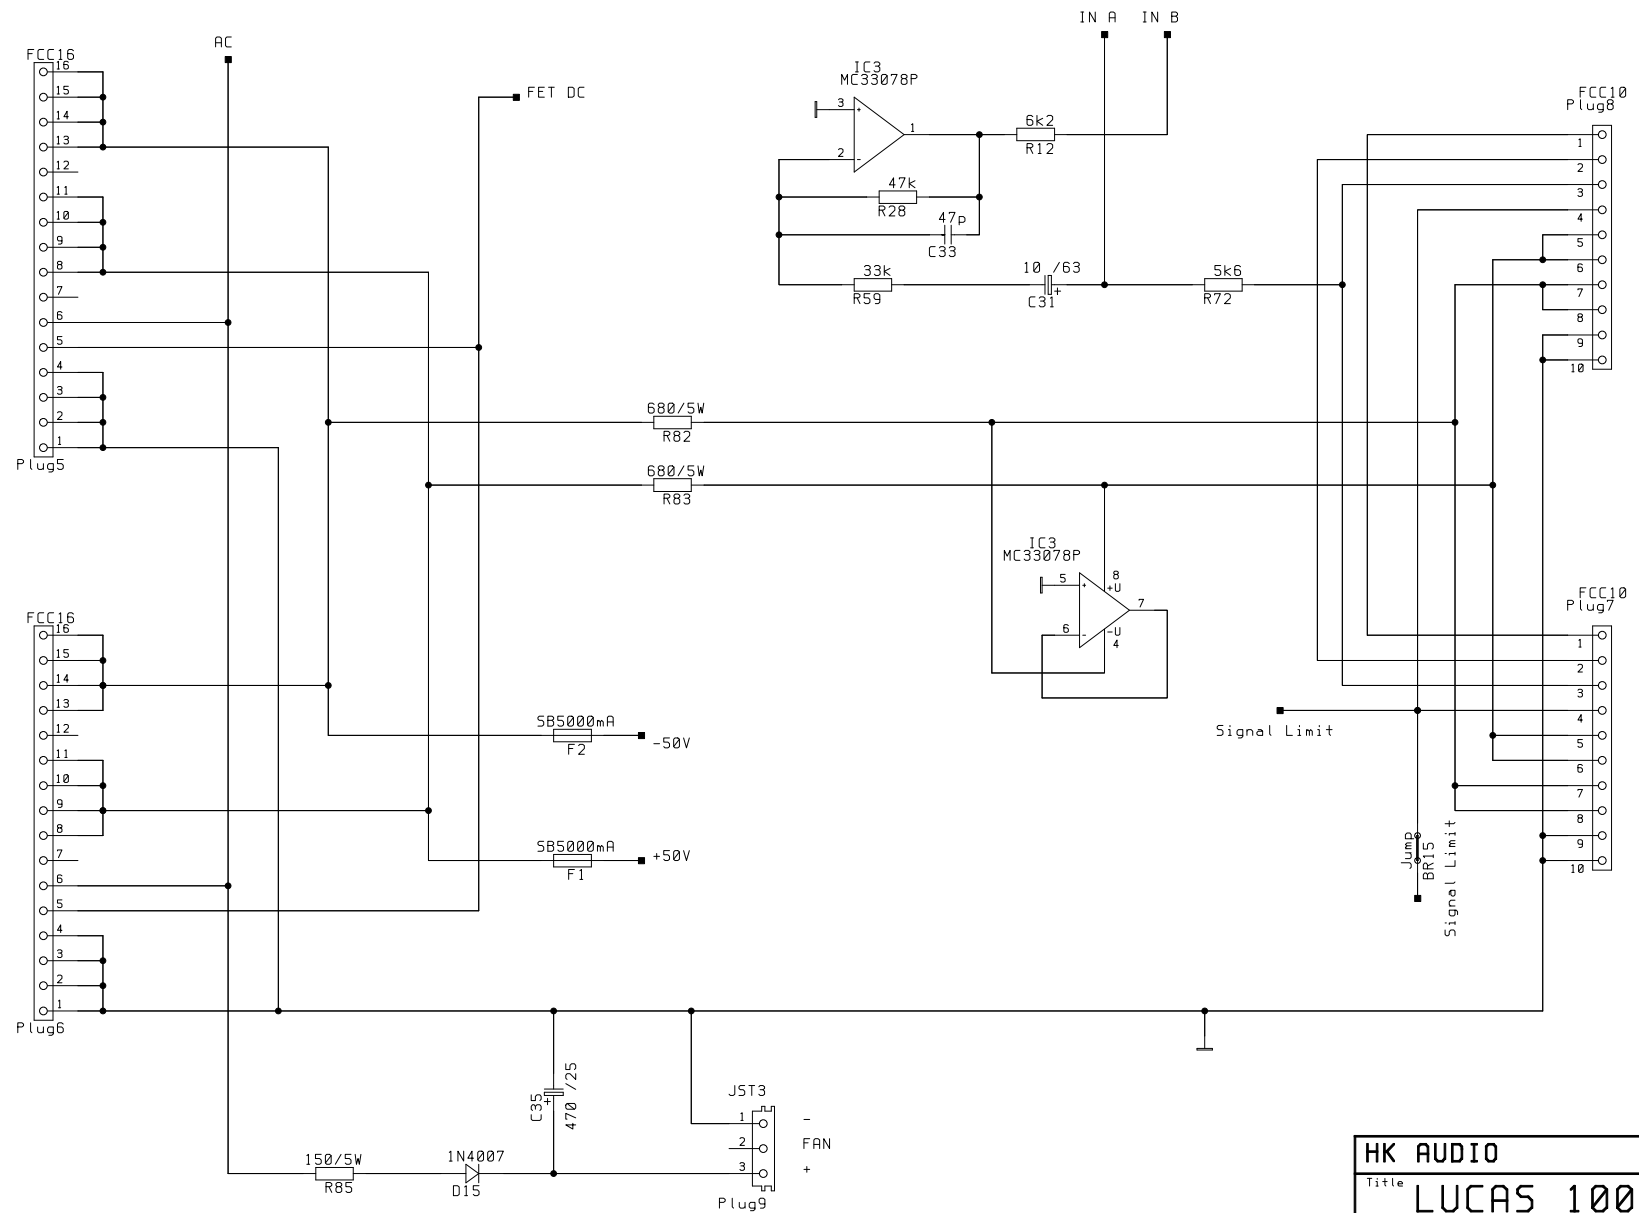 IN A IN B
AC
FCC16
16
15
14
13
12
11
10
9
8
7
6
5
4
3
2
1
Plug5
FET DC
IC3
MC33078P
3
+
2
-
1
6k2
R12
47k
R28
47p
C33
33k
R59
10 /63
+
C31
5k6
R72
FCC10
Plug8
1
2
3
4
5
6
7
8
9
10
680/5W
R82
680/5W
R83
IC3
MC33078P
5
+
8
+U
6
-
-U
4
7
FCC16
16
15
14
13
12
11
10
9
8
7
6
5
4
3
2
1
Plug6
SB5000mA
F2
-50V
SB5000mA
F1
+50V
FCC10
Plug7
1
2
3
4
5
6
7
8
9
10
Signal Limit
Jump
BR15
Signal Limit
C35
+
470 /25
JST3
1
2
3
-
FAN
+
Plug9
150/5W
R85
1N4007
D15
HK AUDIO
Title
LUCAS 100